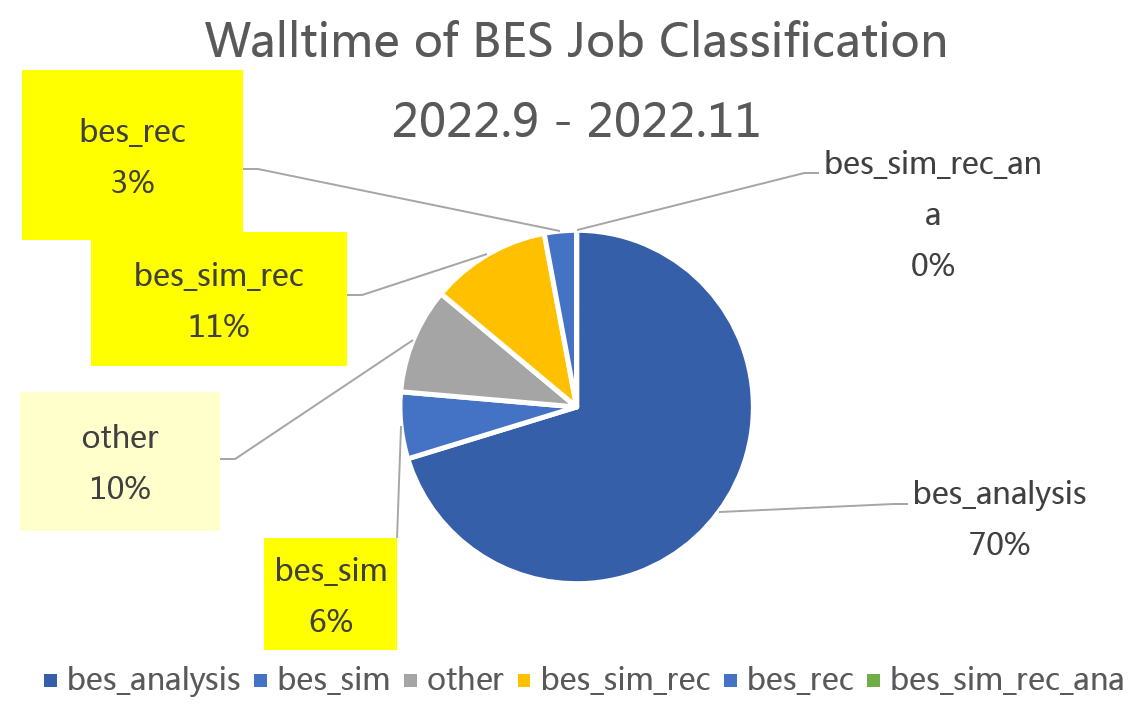 Walltime of BES Job Classification
2022.9 - 2022.11
bes_rec
3%
bes_sim_rec_an
a
0%
bes_sim_rec
11%
other
10%
bes_analysis
70%
bes_sim
6%
bes_analysis bes_sim other bes_sim_rec bes_rec bes_sim_rec_ana